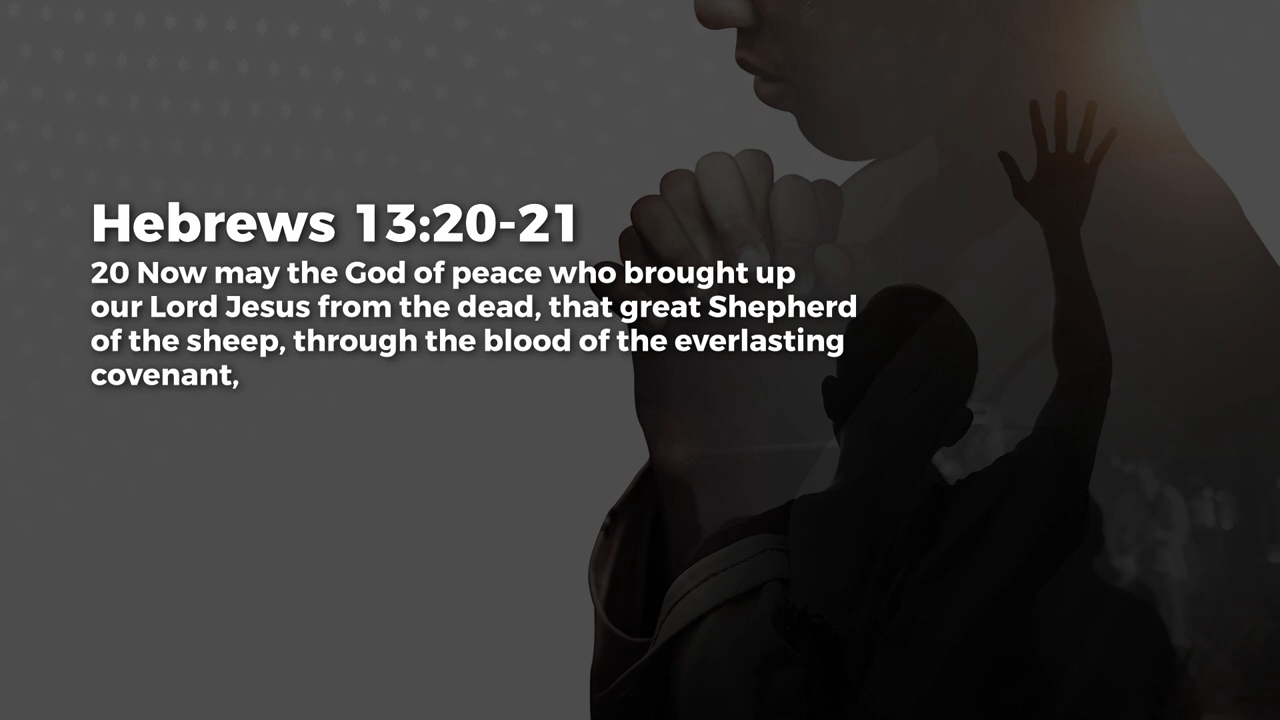 Hebrews 13:20-21
20 Now may the God of peace who brought up
our Lord Jesus from the dead, that great Shepherd
of the sheep, through the blood of the everlasting
covenant,